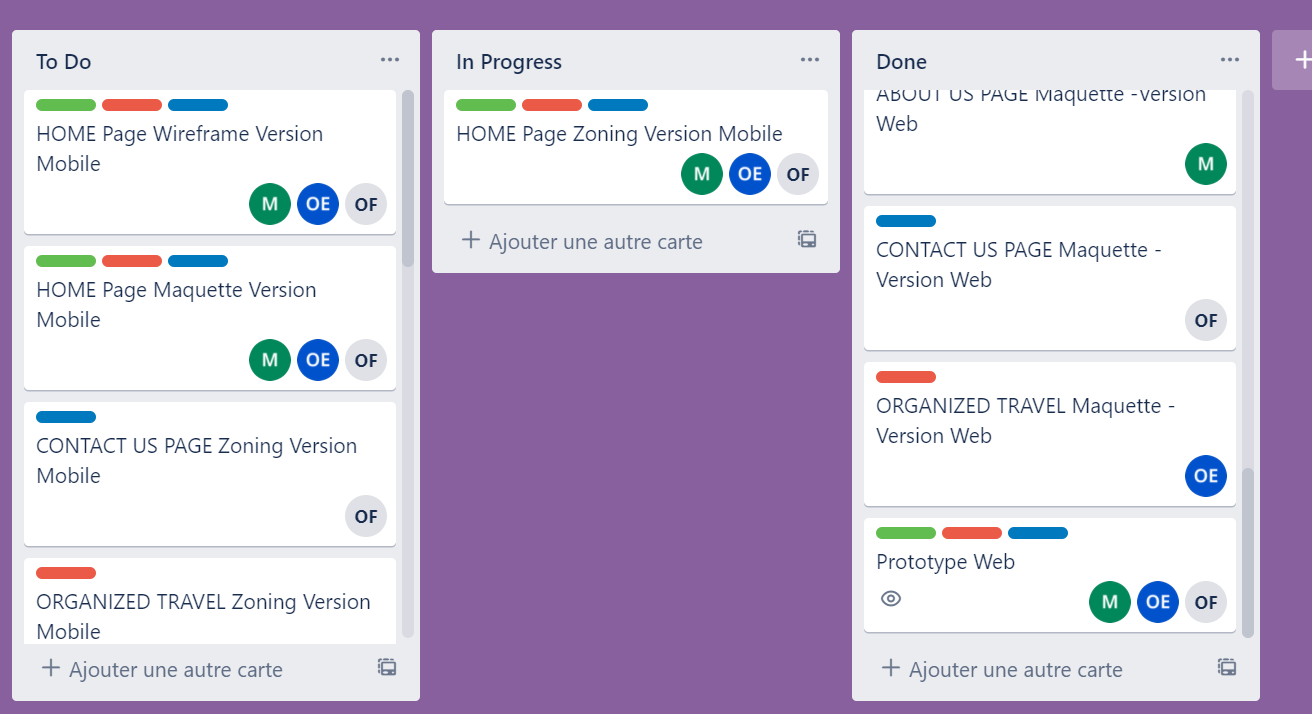 To Do
HOME Page Wireframe Version
Mobile
M OE OF
HOME Page Maquette Version
Mobile
M OE OF
CONTACT US PAGE Zoning Version
Mobile
OF
ORGANIZED TRAVEL Zoning Version
Mobile
Ajouter une autre carte
In Progress
HOME Page Zoning Version Mobile
M OE OF
Ajouter une autre carte
Done
ABOUT US PAGE Maquette -Version
Web
M
CONTACT US PAGE Maquette -
Version Web
OF
ORGANIZED TRAVEL Maquette -
Version Web
OE
Prototype Web
M OE OF
Ajouter une autre carte